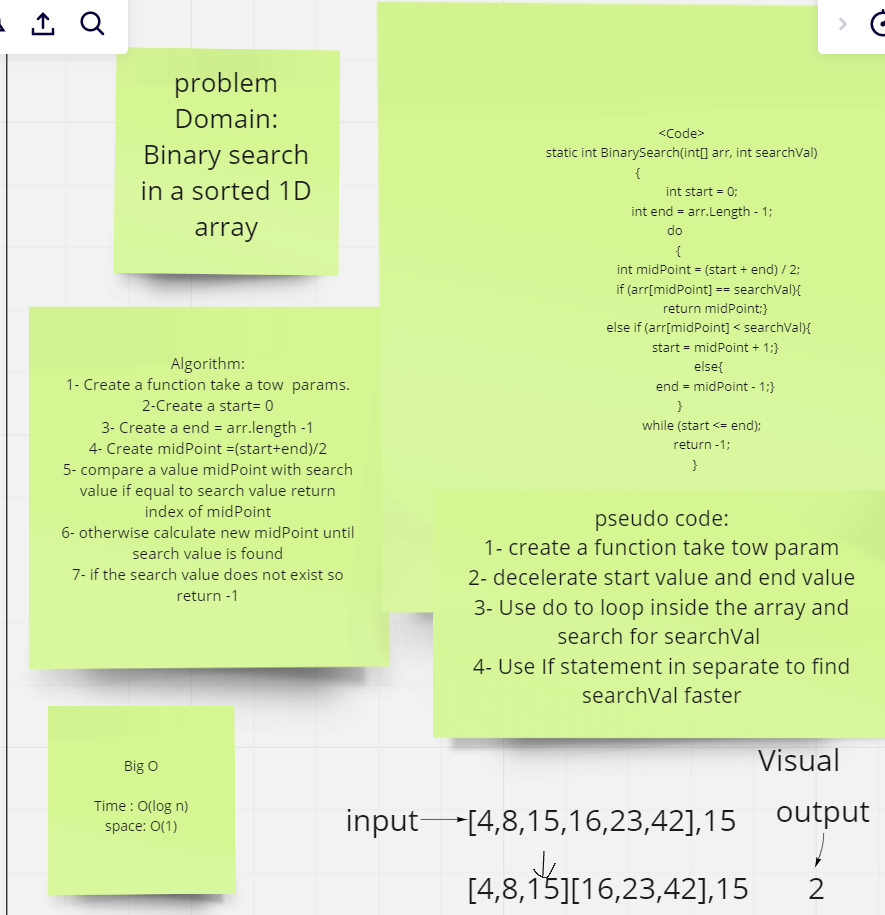 problem
Domain:
Binary search
in a sorted 1D
array
<Code>
static int BinarySearch(int[] arr, int searchVal)
{
int start = 0;
int end = arr.Length - 1;
do
{
int midPoint = (start + end) / 2;
if (arr[midPoint] == searchVal){
return midPoint;}
else if (arr[midPoint] < searchVal){
start = midPoint + 1;}
else{
end = midPoint - 1;}
}
while (start <= end);
return -1;
}
Algorithm:
1- Create a function take a tow  params.
2-Create a start= 0
3- Create a end = arr.length -1
4- Create midPoint =(start+end)/2
5- compare a value midPoint with search
value if equal to search value return
index of midPoint
6- otherwise calculate new midPoint until
search value is found
7- if the search value does not exist so
return -1
pseudo code:
1- create a function take tow param
2- decelerate start value and end value
3- Use do to loop inside the array and
search for searchVal
4- Use If statement in separate to find
searchVal faster
Big O
Time : O(log n)
space: O(1)
Visual
input
[4,8,15,16,23,42],15
output
[4,8,15][16,23,42],15
2